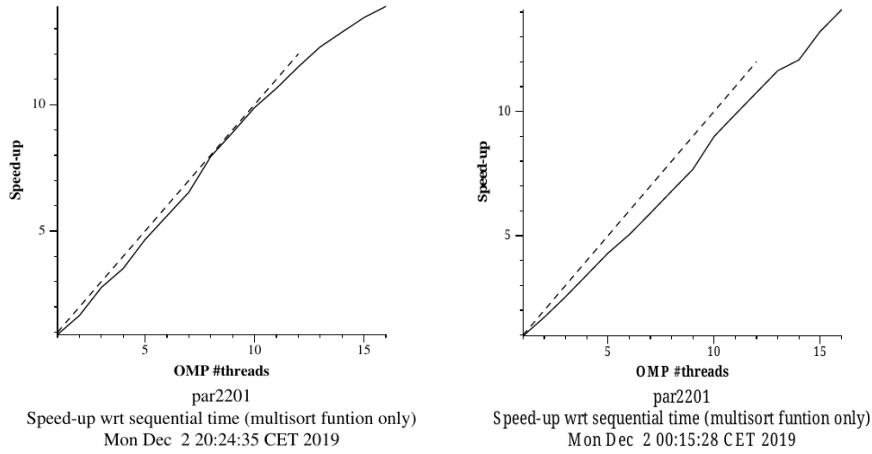 10
5
Speed-up
5
10
15
OMP #threads
par2201
Speed-up wrt sequential time (multisort funtion only)
Mon Dec 2 20:24:35 CET 2019
10
5
Speed-up
5
10
15
OMP #threads
par2201
Speed-up wrt sequential time (multisort funtion only)
Mon Dec 2 00:15:28 CET 2019